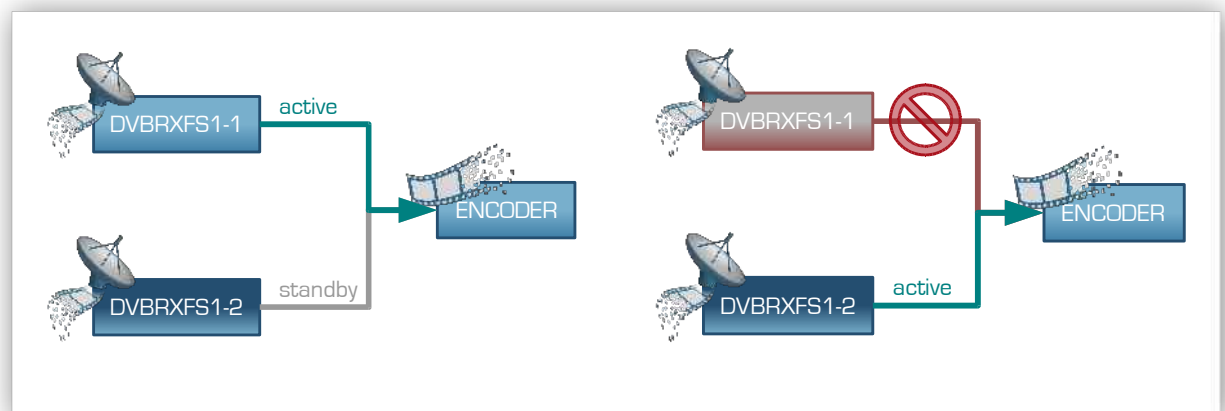 active
DVBRXFS1-1
ENCODER
standby
DVBRXFS1-2
DVBRXFS1-1
ENCODER
active
DVBRXFS1-2